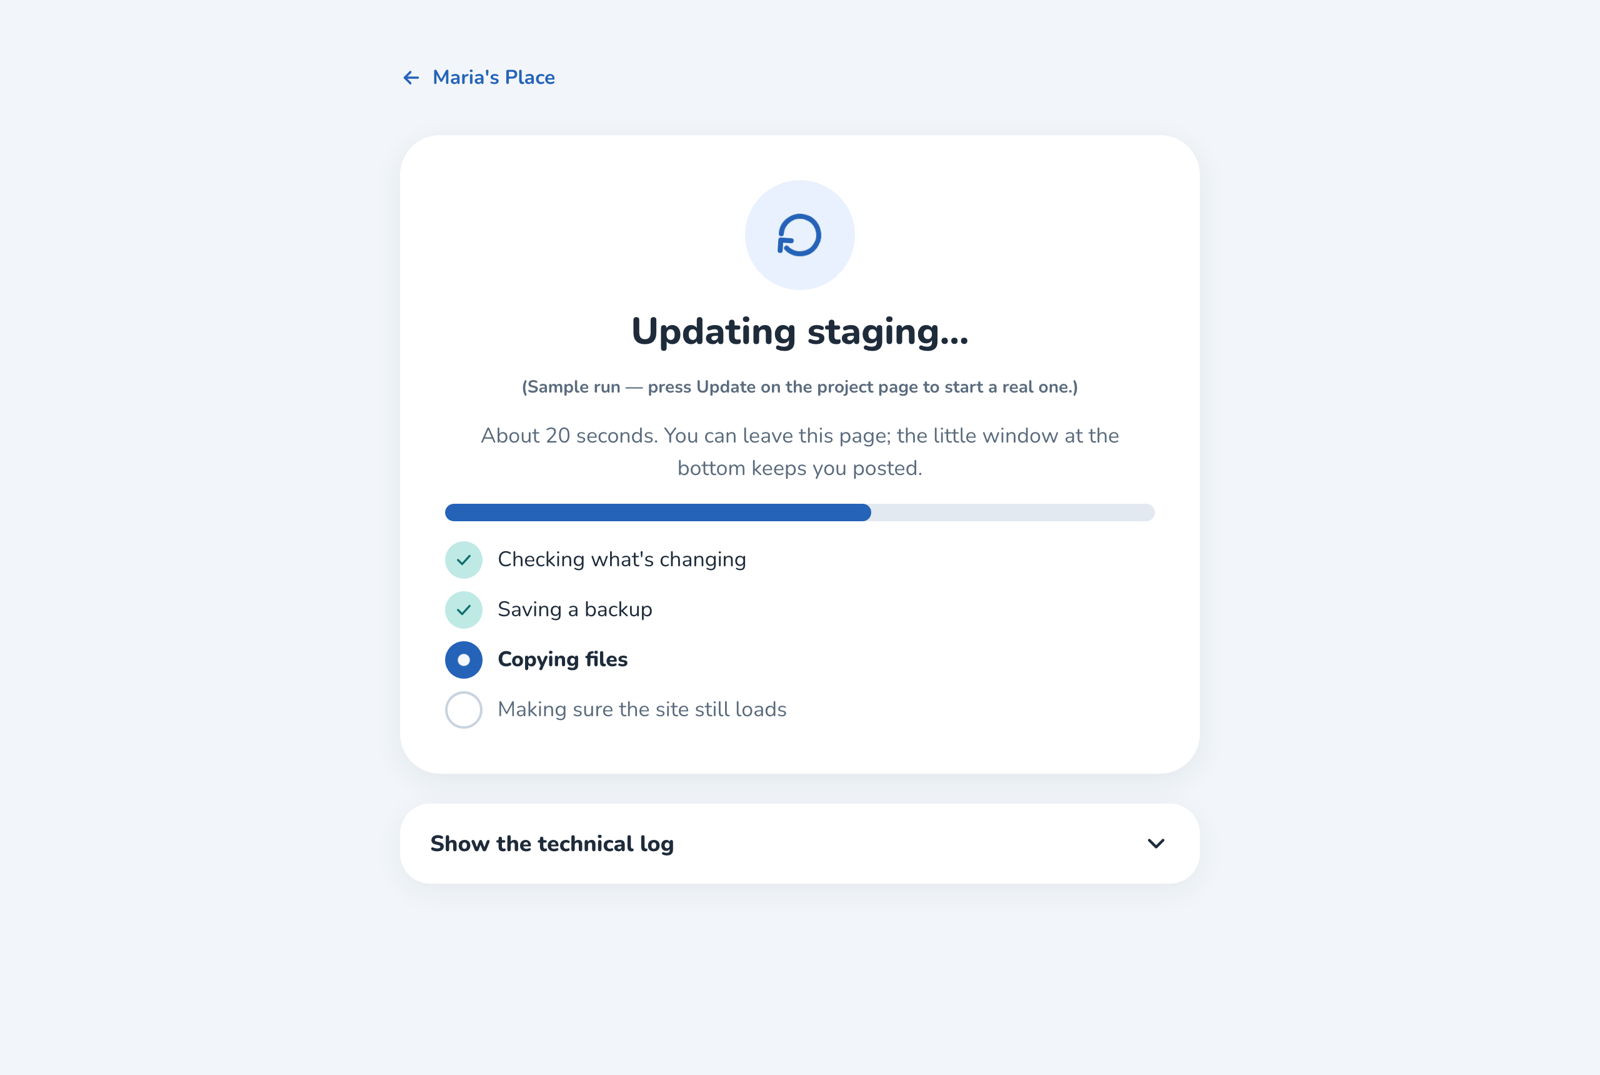 Maria's Place
Updating staging...
(Sample run — press Update on the project page to start a real one.)
About 20 seconds. You can leave this page; the little window at the
bottom keeps you posted.
Checking what's changing
Saving a backup
Copying files
Making sure the site still loads
Show the technical log